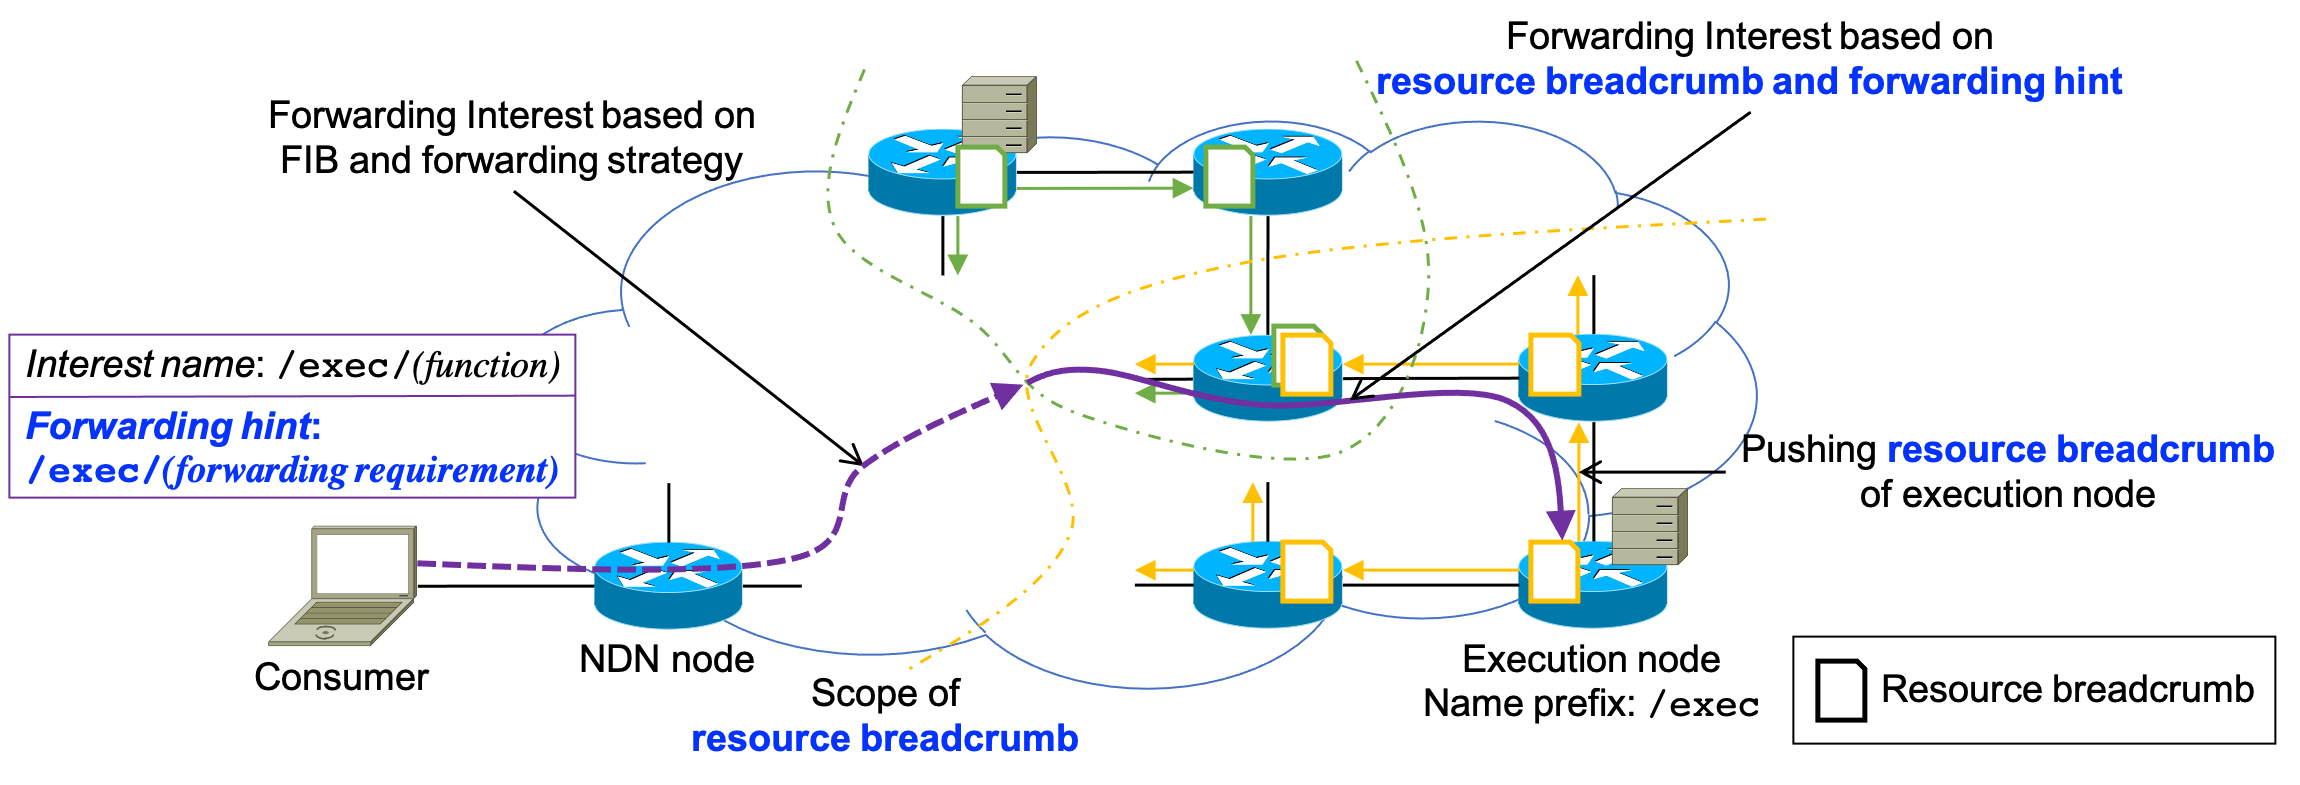 Forwarding Interest based on
resource breadcrumb and forwarding hint
Forwarding Interest based on
FIB and forwarding strategy
Interest name: /exec/(function)
Forwarding hint:
/exec/(forwarding requirement)
Pushing resource breadcrumb
of execution node
Consumer
NDN node
Scope of
resource breadcrumb
Execution node
Name prefix: /exec
Resource breadcrumb